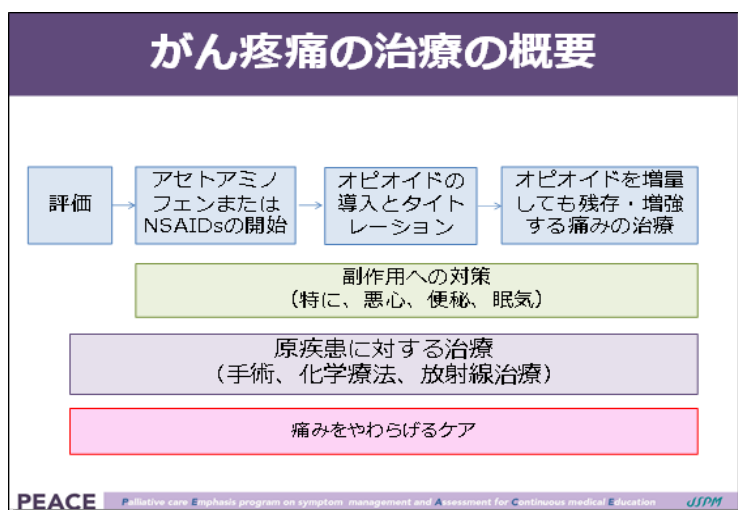 がん疼痛の治療の概要
評価
アセトアミノ
フェンまたは
NSAIDsの開始
オピオイドの
導入とタイト
レーション
オピオイドを増量
しても残存・増強
する痛みの治療
副作用への対策
（特に、悪心、便秘、眠気）
原疾患に対する治療
（手術、化学療法、放射線治療）
痛みをやわらげるケア
PEACE Palliative care Emphasis program on symptom management and Assessment for Continuous medical Education JSPM